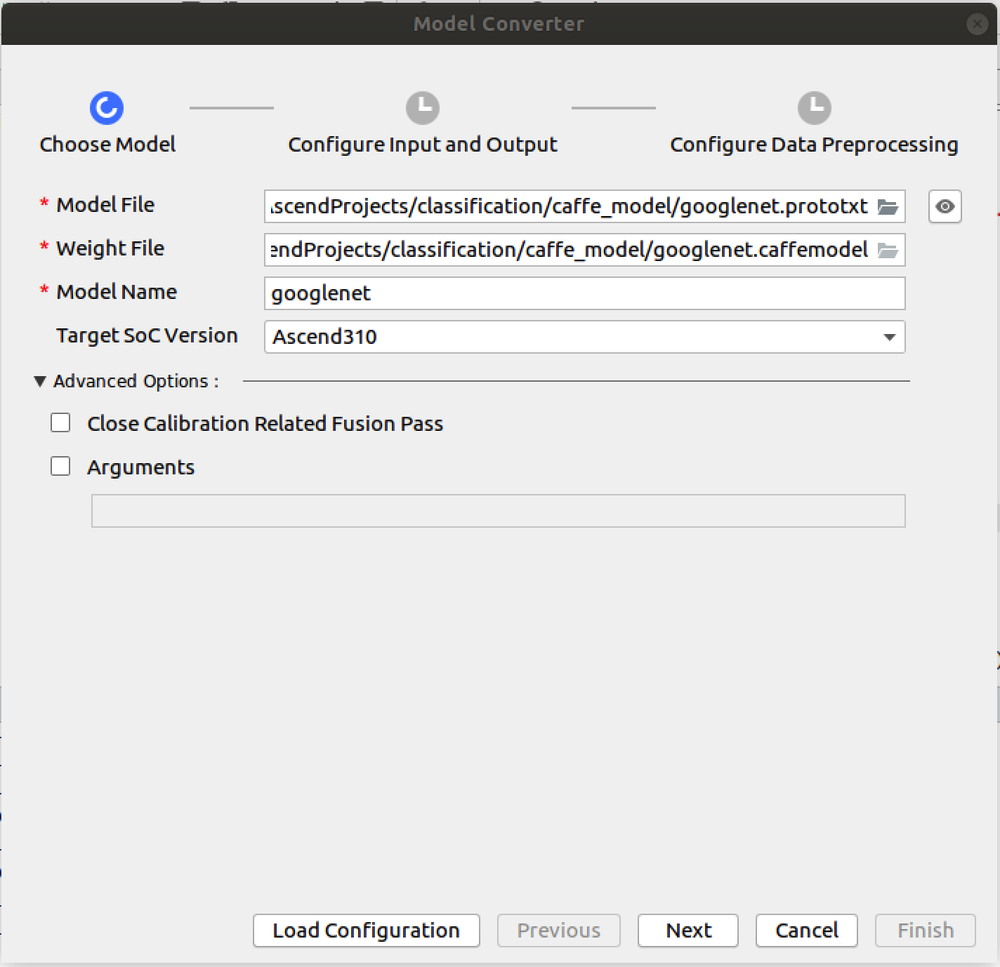 Model Converter
Choose Model
Configure Input and Output
Configure Data Preprocessing
* Model File
scendProjects/classification/caffe_model/googlenet.prototxt
* Weight File
endProjects/classification/caffe_model/googlenet.caffemodel
* Model Name
googlenet
Target SoC Version
Ascend310
Advanced Options :
Close Calibration Related Fusion Pass
Arguments
Load Configuration
Previous
Next
Cancel
Finish